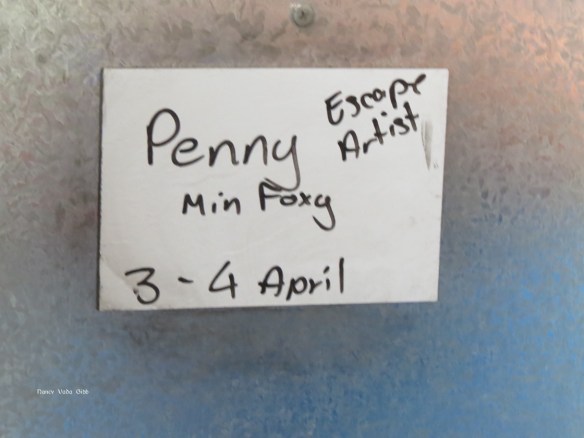 Penny
Escape
Artist
Min Foxy
3 - 4 April